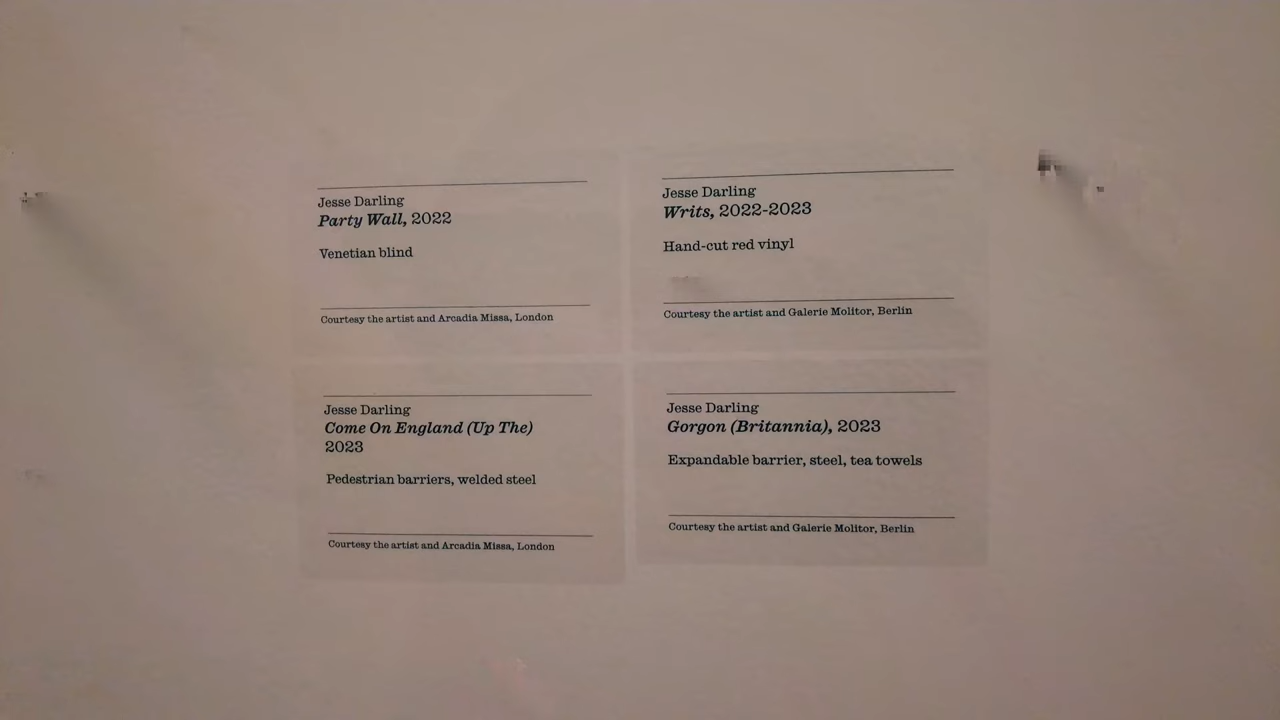 Jesse Darling
Party Wall, 2022
Venetian blind
Courtesy the artist and Arcadia Missa, London
Jesse Darling
Writs, 2022-2023
Hand-cut red vinyl
Courtesy the artist and Galerie Molitor, Berlin
Jesse Darling
Come On England (Up The)
2023
Pedestrian barriers, welded steel
Courtesy the artist and Arcadia Missa, London
Jesse Darling
Gorgon (Britannia), 2023
Expandable barrier, steel, tea towels
Courtesy the artist and Galerie Molitor, Berlin